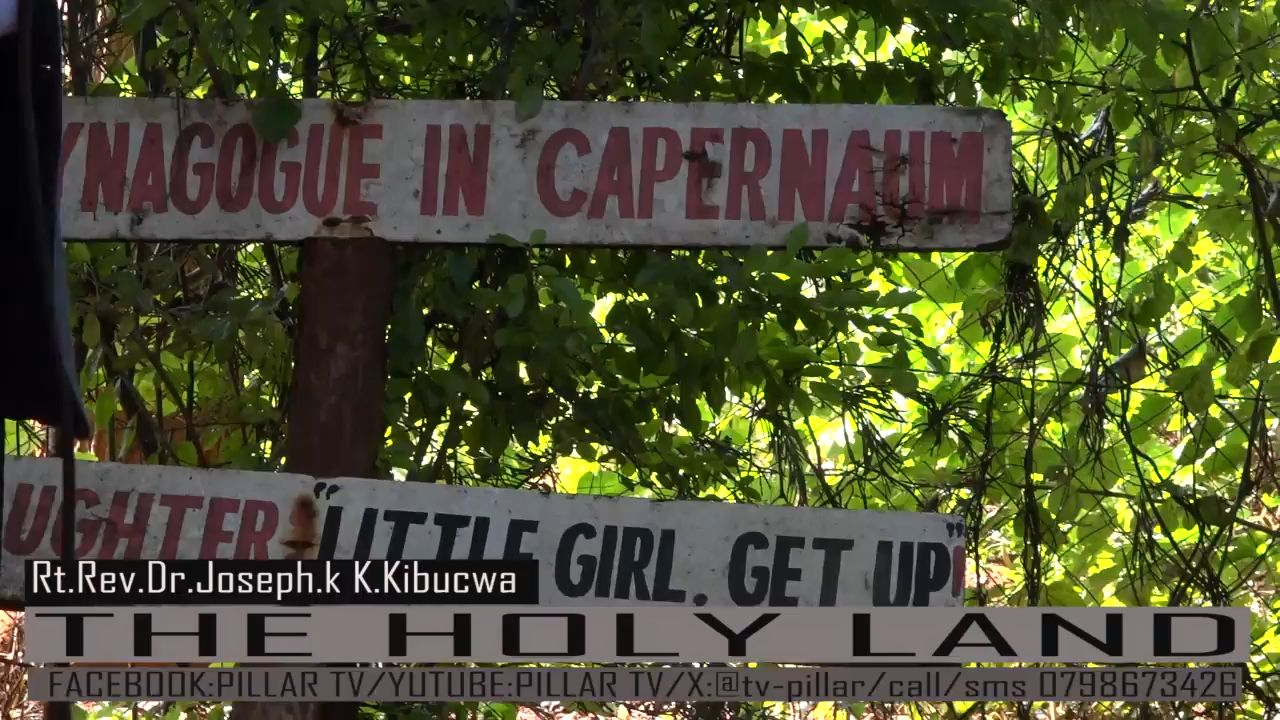 YNAGOGUE IN CAPERNAUM
UGHTER "LITTLE GIRL. GET UP"
Rt.Rev.Dr.Joseph.k K.Kibucwa
THE HOLY LAND
FACEBOOK:PILLAR TV/YUTUBE:PILLAR TV/X:@tv-pillar/call/sms 0798673426